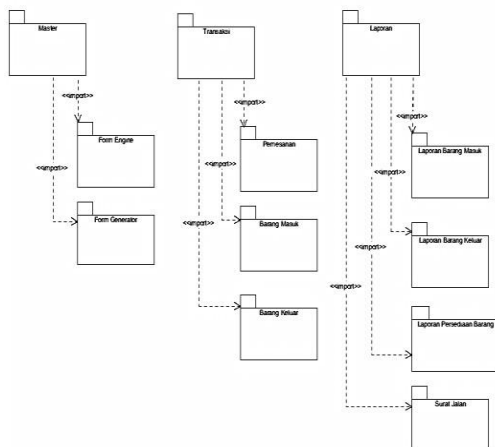 Master
<<import>>
Form Engine
<<import>>
Form Generator
Transaksi
<<import>>
Pemesanan
<<import>>
Barang Masuk
<<import>>
Barang Keluar
Laporan
<<import>>
Laporan Barang Masuk
<<import>>
Laporan Barang Keluar
<<import>>
Laporan Persediaan Barang
<<import>>
Surat Jalan